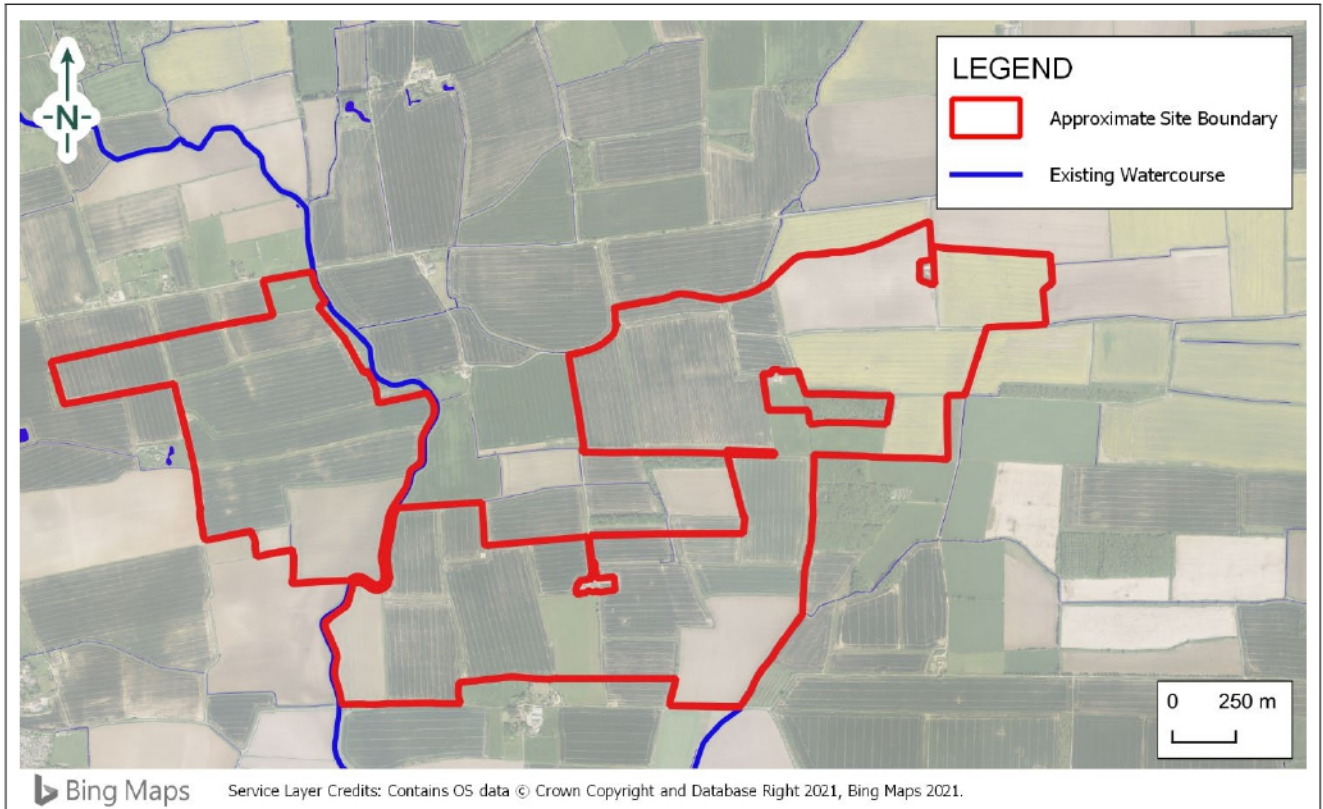 -N-
LEGEND
Approximate Site Boundary
Existing Watercourse
0 250 m
Bing Maps Service Layer Credits: Contains OS data © Crown Copyright and Database Right 2021, Bing Maps 2021.